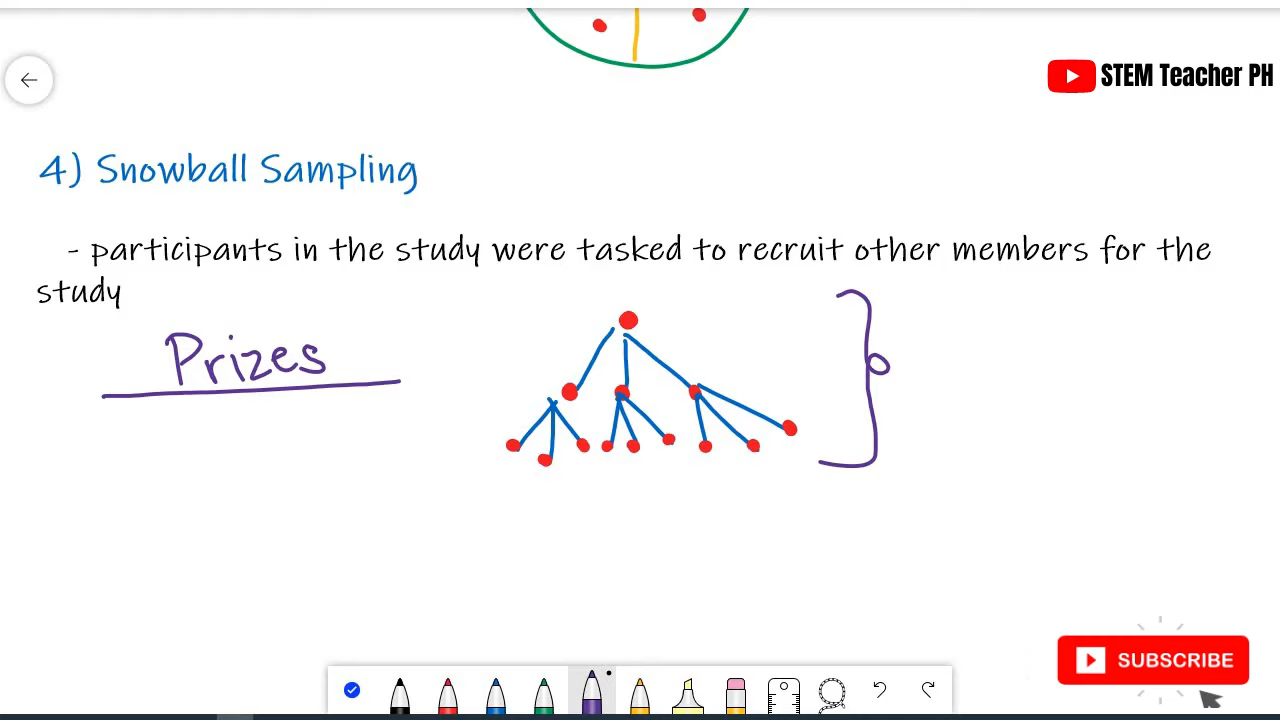 STEM Teacher PH
4) Snowball Sampling
- participants in the study were tasked to recruit other members for the
study
Prizes
SUBSCRIBE